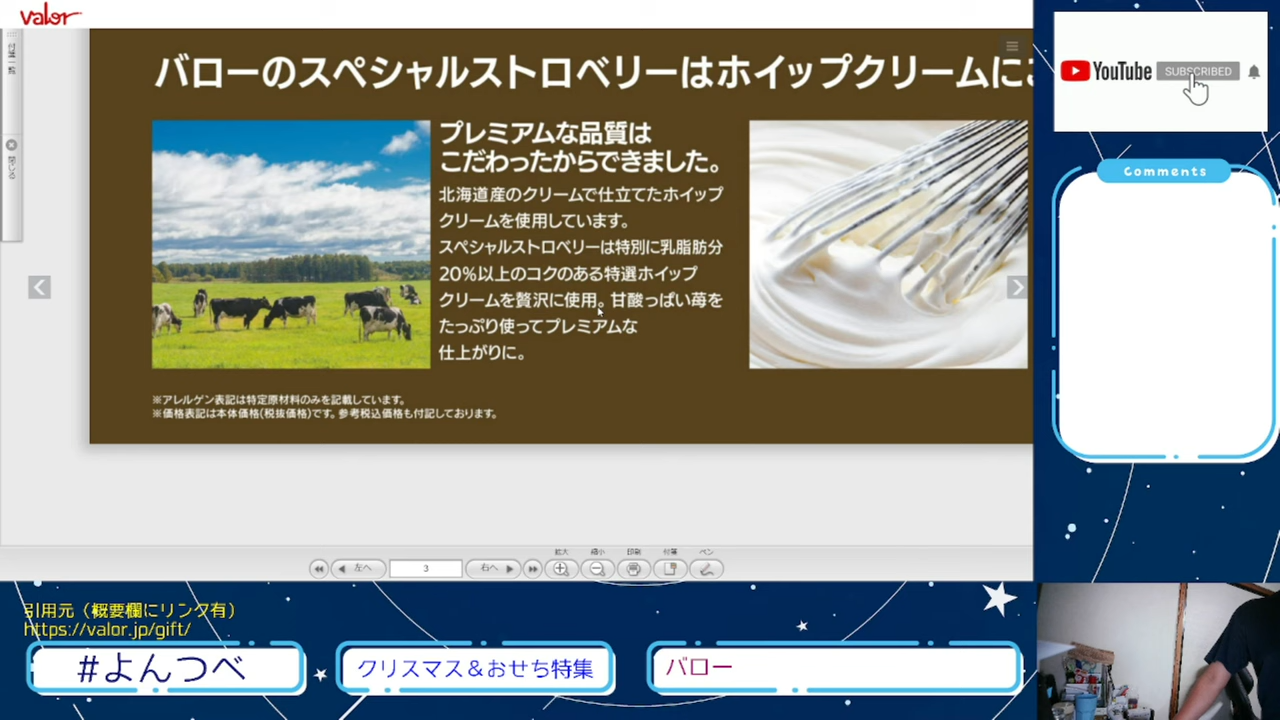 valor
YouTube
SUBSCRIBED
付箋一覧
閉じる
バローのスペシャルストロベリーはホイップクリームに
プレミアムな品質は
こだわったからできました。
北海道産のクリームで仕立てたホイップ
クリームを使用しています。
スペシャルストロベリーは特別に乳脂肪分
20%以上のコクのある特選ホイップ
クリームを贅沢に使用。甘酸っぱい苺を
たっぷり使ってプレミアムな
仕上がりに。
※アレルゲン表記は特定原材料のみを記載しています。
※価格表記は本体価格(税抜価格)です。参考税込価格も付記しております。
Comments
拡大 縮小 印刷 付箋 ペン
左へ 3 右へ
引用元（概要欄にリンク有）
https://valor.jp/gift/
#よんつべ
クリスマス＆おせち特集
バロー